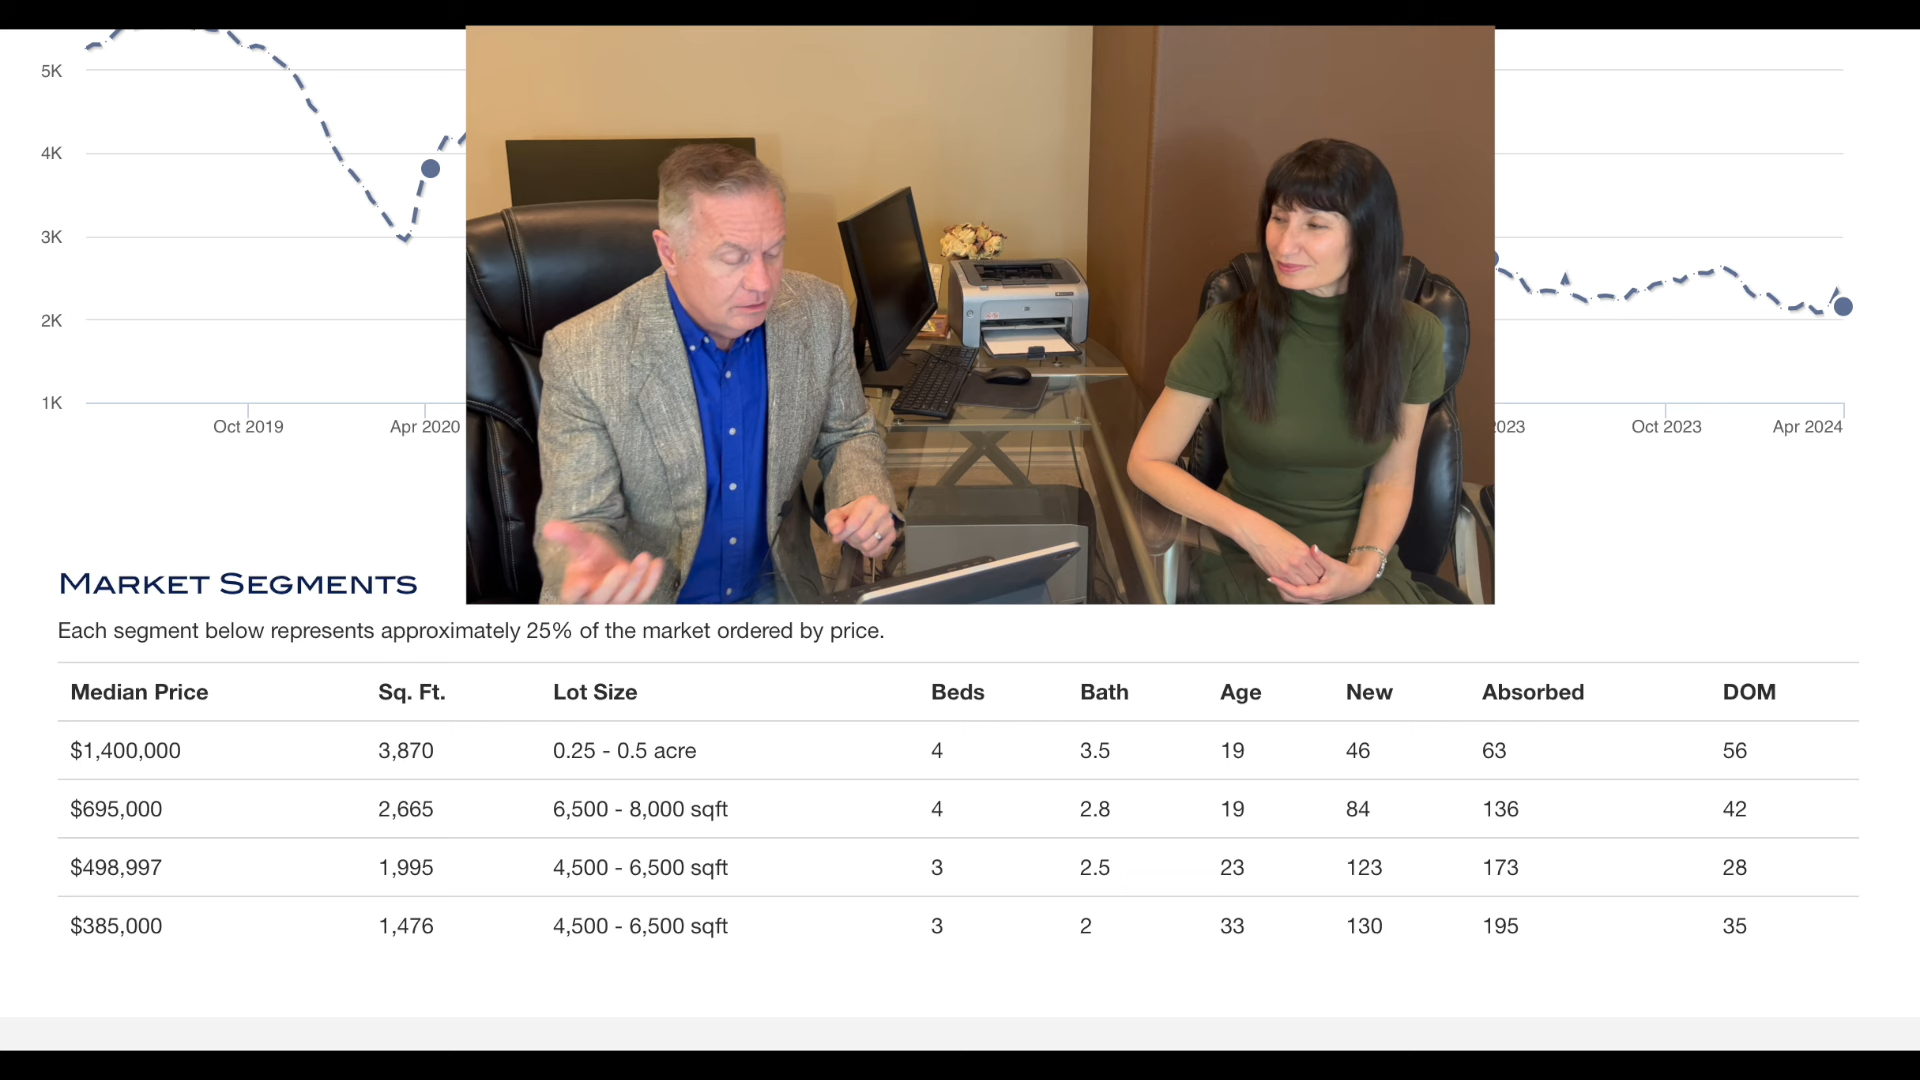 5K
4K
3K
2K
1K
Oct 2019 Apr 2020 2023 Oct 2023 Apr 2024
hp
MARKET SEGMENTS
Each segment below represents approximately 25% of the market ordered by price.
Median Price Sq. Ft. Lot Size Beds Bath Age New Absorbed DOM
$1,400,000 3,870 0.25 - 0.5 acre 4 3.5 19 46 63 56
$695,000 2,665 6,500 - 8,000 sqft 4 2.8 19 84 136 42
$498,997 1,995 4,500 - 6,500 sqft 3 2.5 23 123 173 28
$385,000 1,476 4,500 - 6,500 sqft 3 2 33 130 195 35